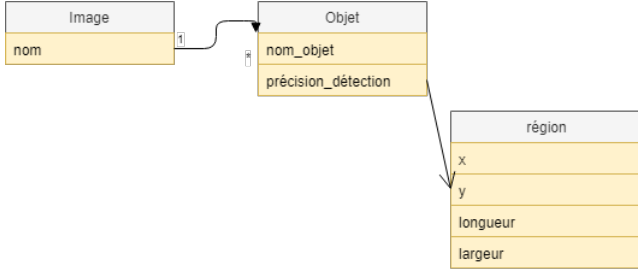 Image
nom
1
*
Objet
nom_objet
précision_détection
région
x
y
longueur
largeur